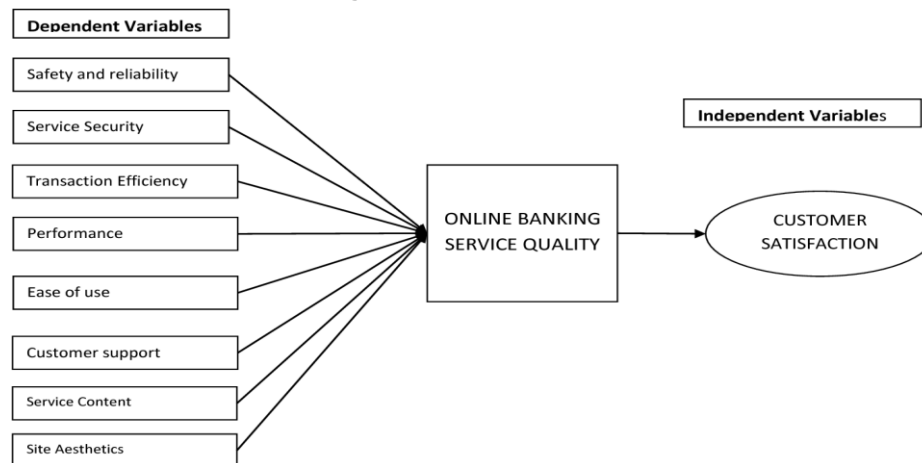 Dependent Variables
Safety and reliability
Service Security
Independent Variables
Transaction Efficiency
ONLINE BANKING
SERVICE QUALITY
CUSTOMER
SATISFACTION
Performance
Ease of use
Customer support
Service Content
Site Aesthetics